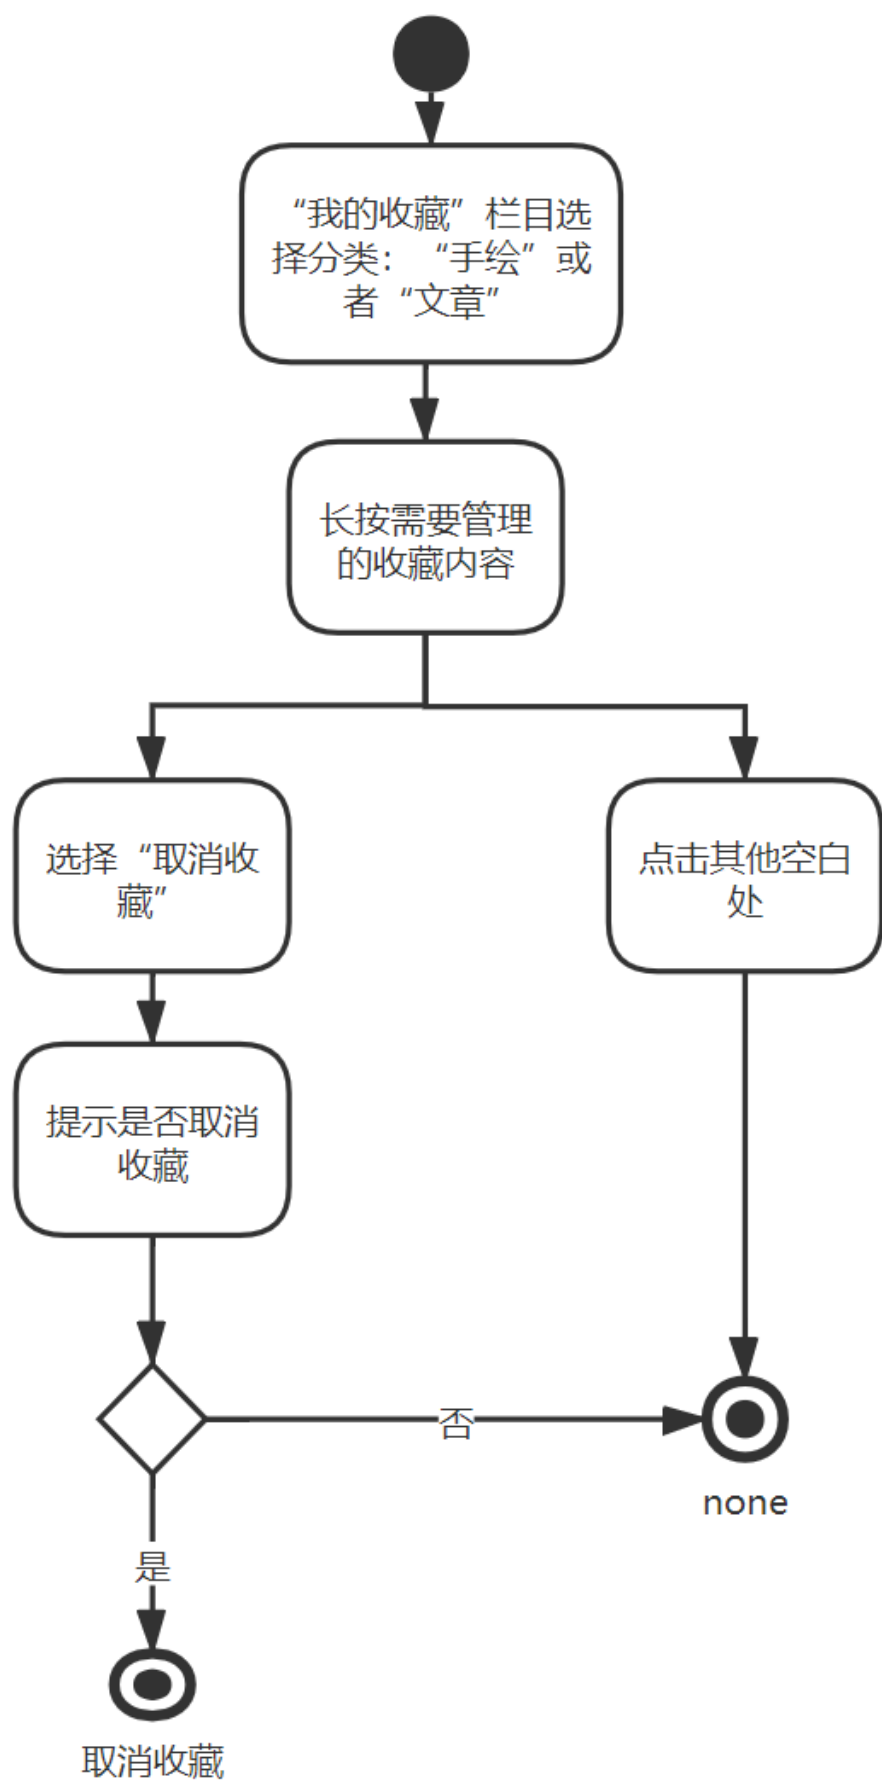 “我的收藏”栏目选
择分类：“手绘”或
者“文章”
长按需要管理
的收藏内容
选择“取消收
藏”
点击其他空白
处
提示是否取消
收藏
否
none
是
取消收藏